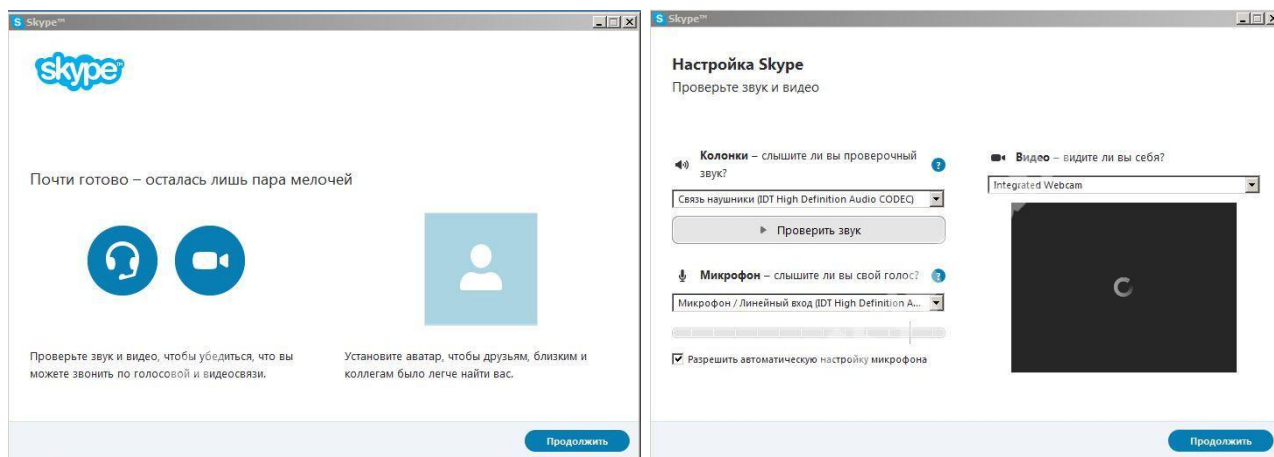 Skype™
skype™
Почти готово – осталась лишь пара мелочей
Проверьте звук и видео, чтобы убедиться, что вы
можете звонить по голосовой и видеосвязи.
Установите аватар, чтобы друзьям, близким и
коллегам было легче найти вас.
Продолжить
Skype™
Настройка Skype
Проверьте звук и видео
Колонки – слышите ли вы проверочный
звук?
?
Связь наушники (IDT High Definition Audio CODEC)
Проверить звук
Микрофон – слышите ли вы свой голос?
?
Микрофон / Линейный вход (IDT High Definition A...
Разрешить автоматическую настройку микрофона
Видео – видите ли вы себя?
Integrated Webcam
Продолжить